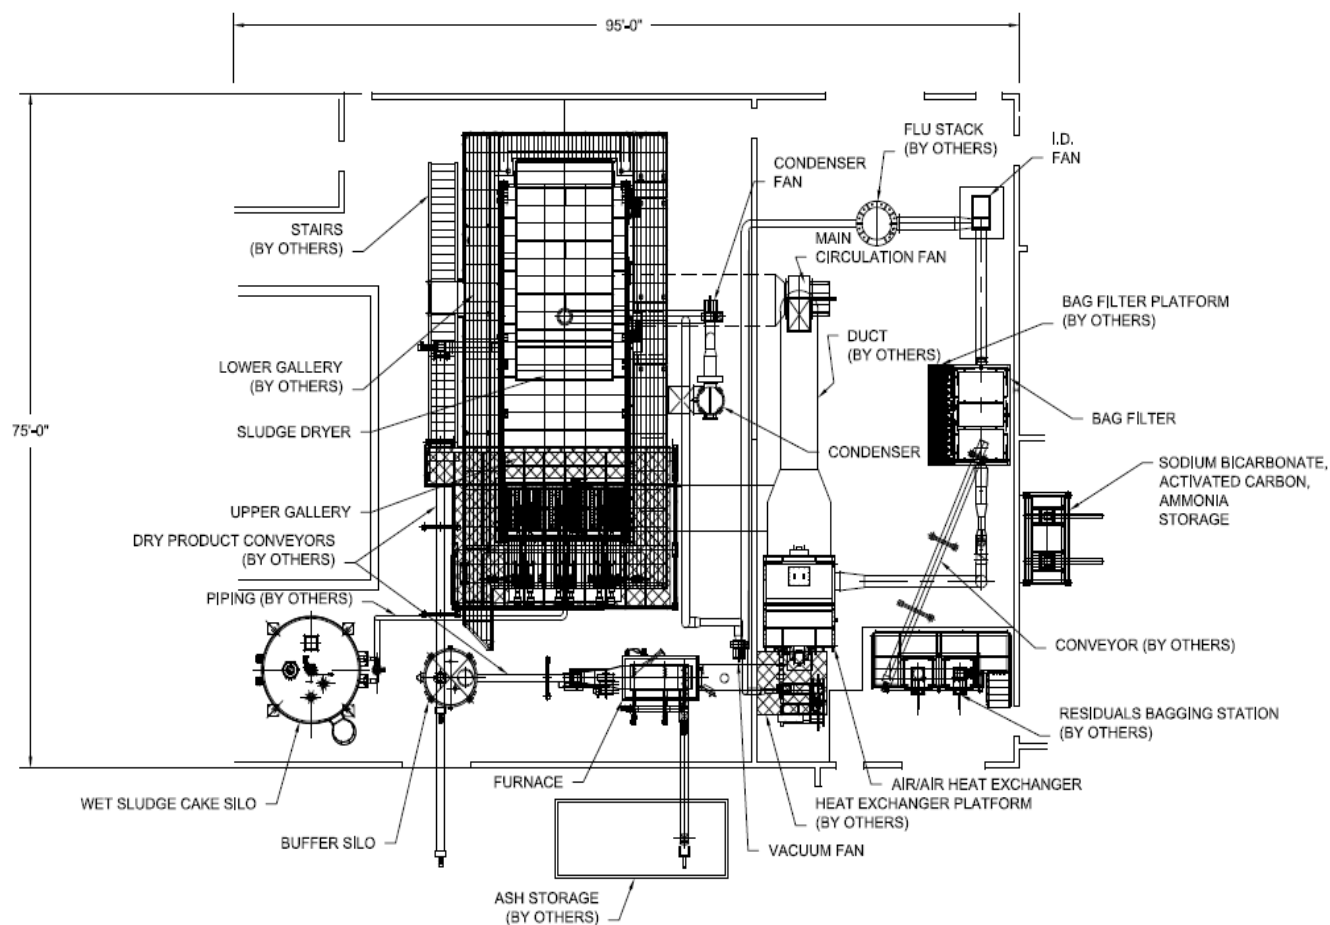 95'-0"
FLU STACK
(BY OTHERS)
I.D.
FAN
CONDENSER
FAN
STAIRS
(BY OTHERS)
MAIN
CIRCULATION FAN
BAG FILTER PLATFORM
(BY OTHERS)
DUCT
(BY OTHERS)
LOWER GALLERY
(BY OTHERS)
BAG FILTER
75'-0"
SLUDGE DRYER
CONDENSER
SODIUM BICARBONATE,
ACTIVATED CARBON,
AMMONIA
STORAGE
UPPER GALLERY
DRY PRODUCT CONVEYORS
(BY OTHERS)
PIPING (BY OTHERS)
CONVEYOR (BY OTHERS)
RESIDUALS BAGGING STATION
(BY OTHERS)
FURNACE
AIR/AIR HEAT EXCHANGER
WET SLUDGE CAKE SILO
HEAT EXCHANGER PLATFORM
(BY OTHERS)
BUFFER SILO
VACUUM FAN
ASH STORAGE
(BY OTHERS)